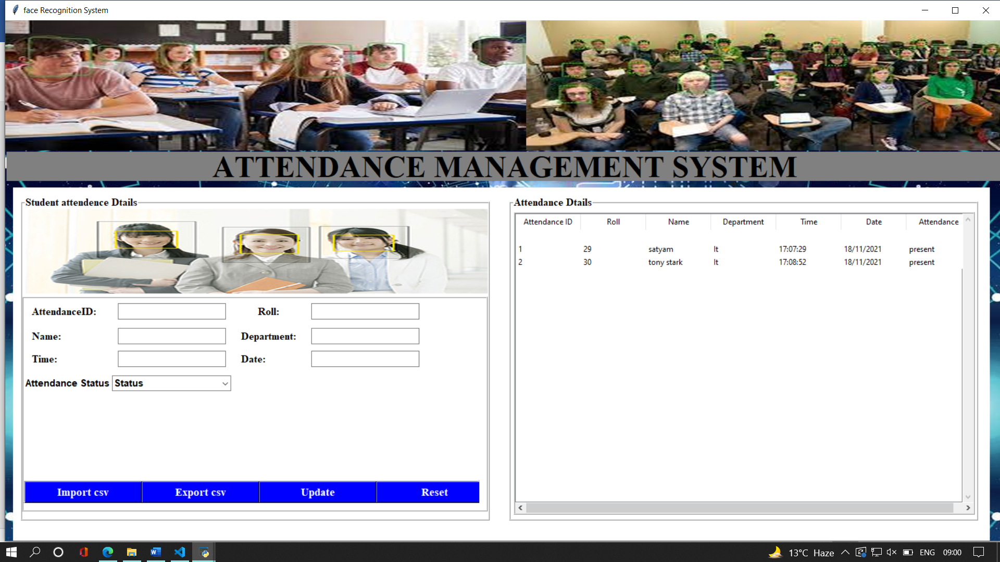 face Recognition System
ATTENDANCE MANAGEMENT SYSTEM
Student attendence Dtails
AttendanceID:
Roll:
Name:
Department:
Time:
Date:
Attendance Status Status
Import csv Export csv Update Reset
Attendance Dtails
Attendance ID Roll Name Department Time Date Attendance
1 29 satyam It 17:07:29 18/11/2021 present
2 30 tony stark It 17:08:52 18/11/2021 present
13°C Haze ENG 09:00